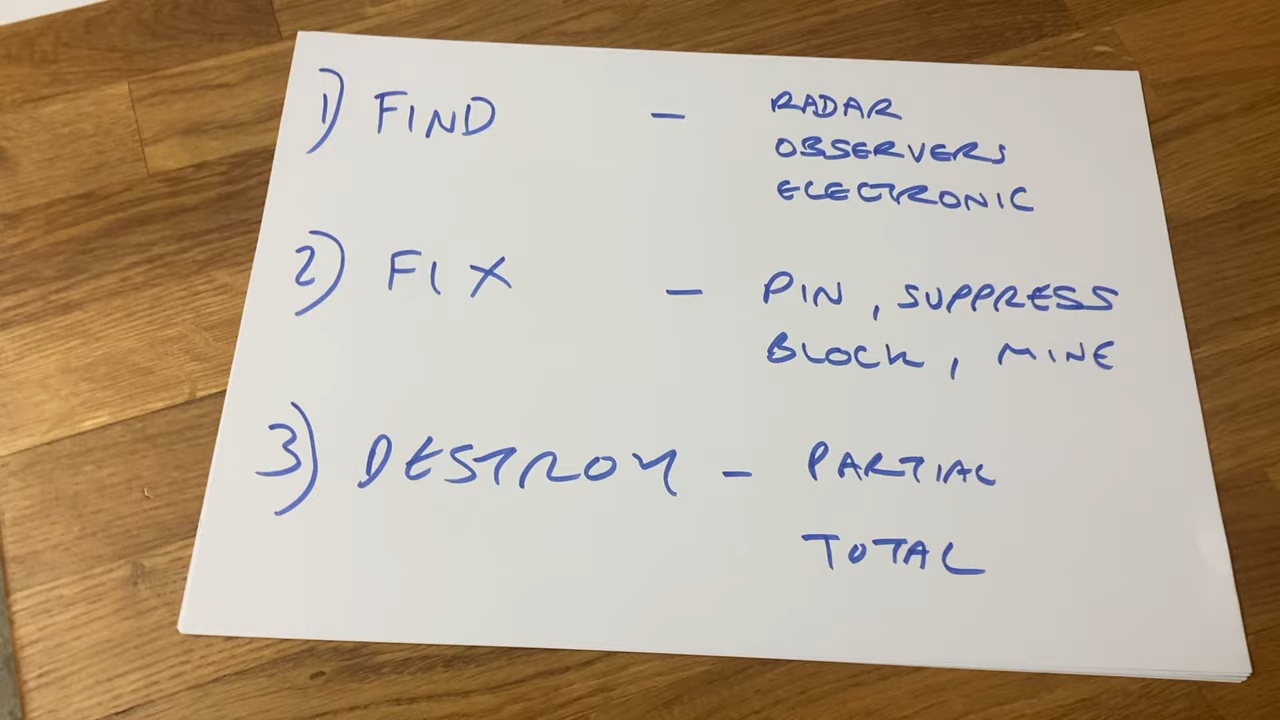 1) FIND - RADAR
OBSERVERS
ELECTRONIC
2) FIX - PIN, SUPPRESS
BLOCK, MINE
3) DESTROY - PARTIAL
TOTAL